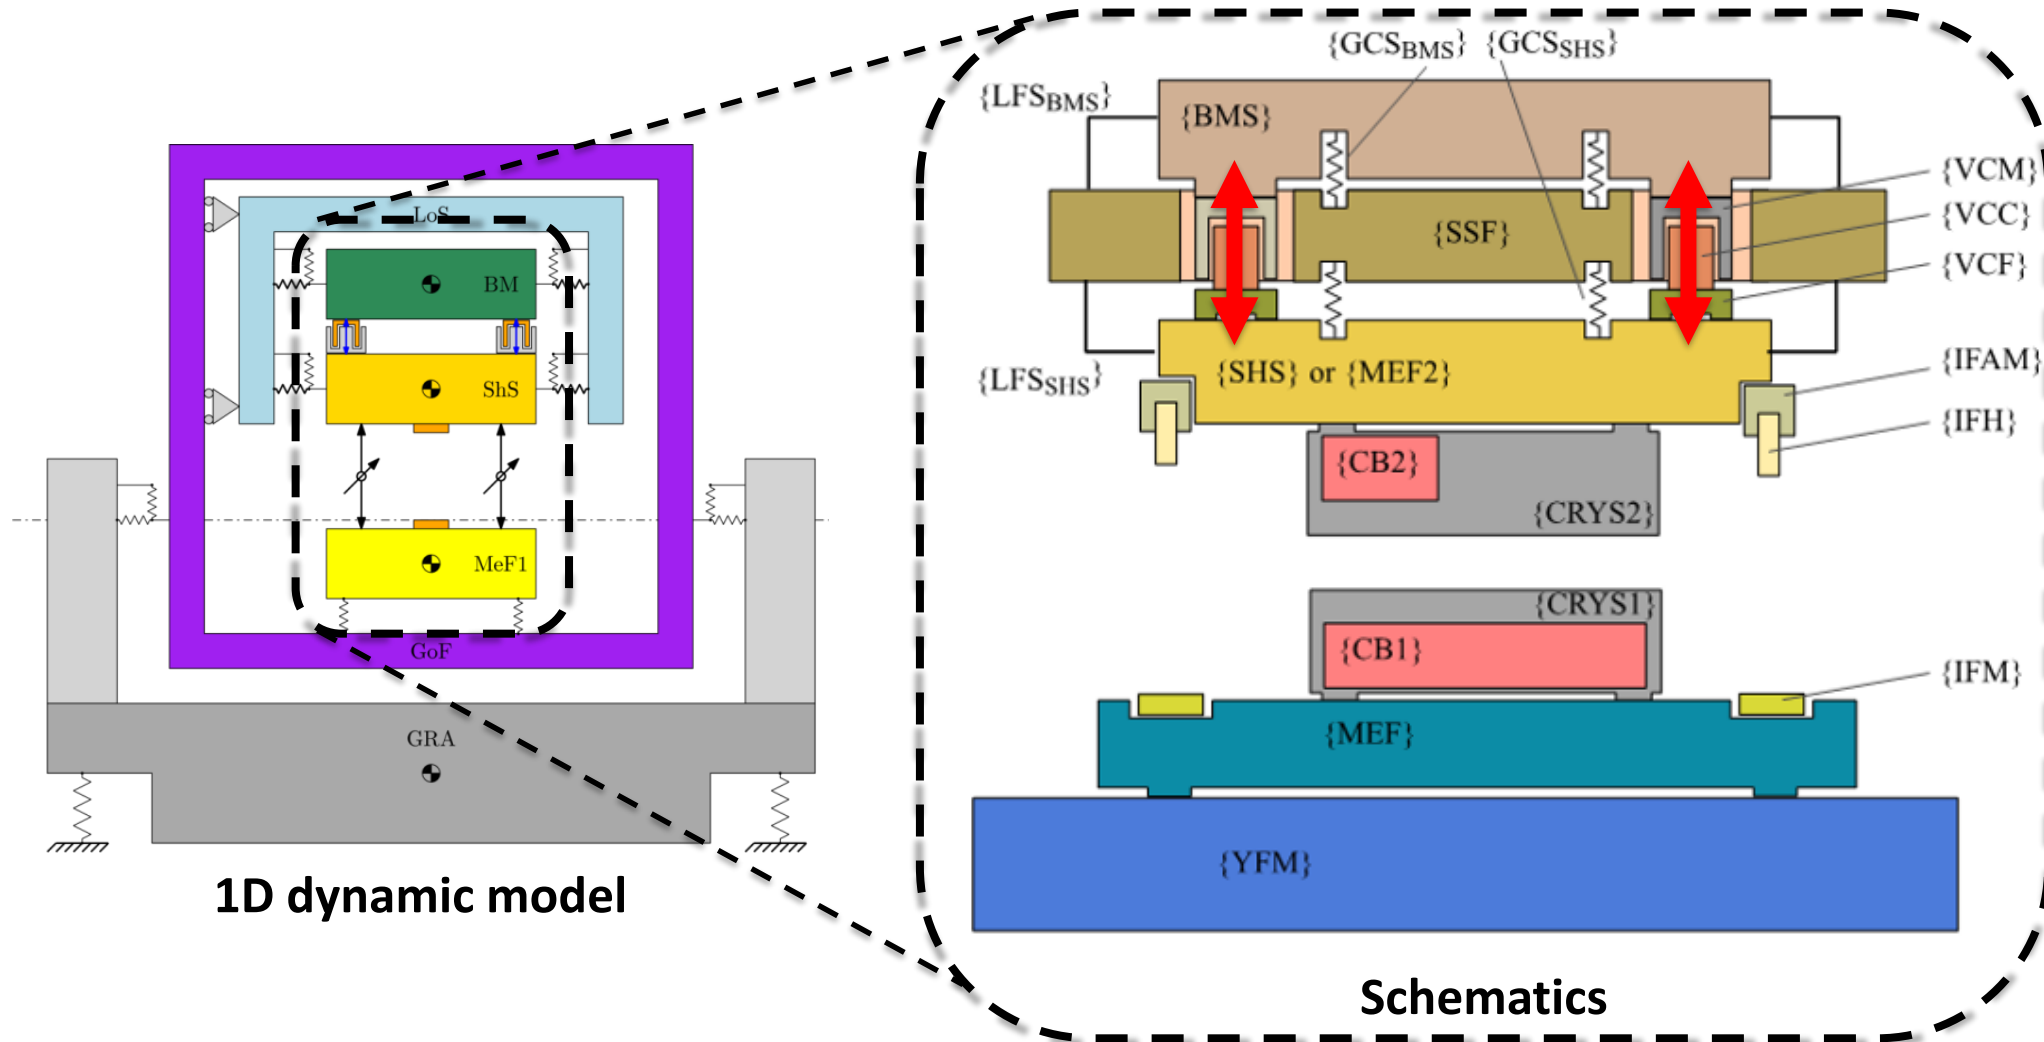 LoS
BM
ShS
MeF1
GoF
GRA
1D dynamic model
{GCSBMS} {GCSSHS}
{LFSBMS}
{BMS}
{VCM}
{VCC}
{SSF}
{VCF}
{IFAM}
{LFSSHS}
{SHS} or {MEF2}
{IFH}
{CB2}
{CRYS2}
{CRYS1}
{CB1}
{IFM}
{MEF}
{YFM}
Schematics